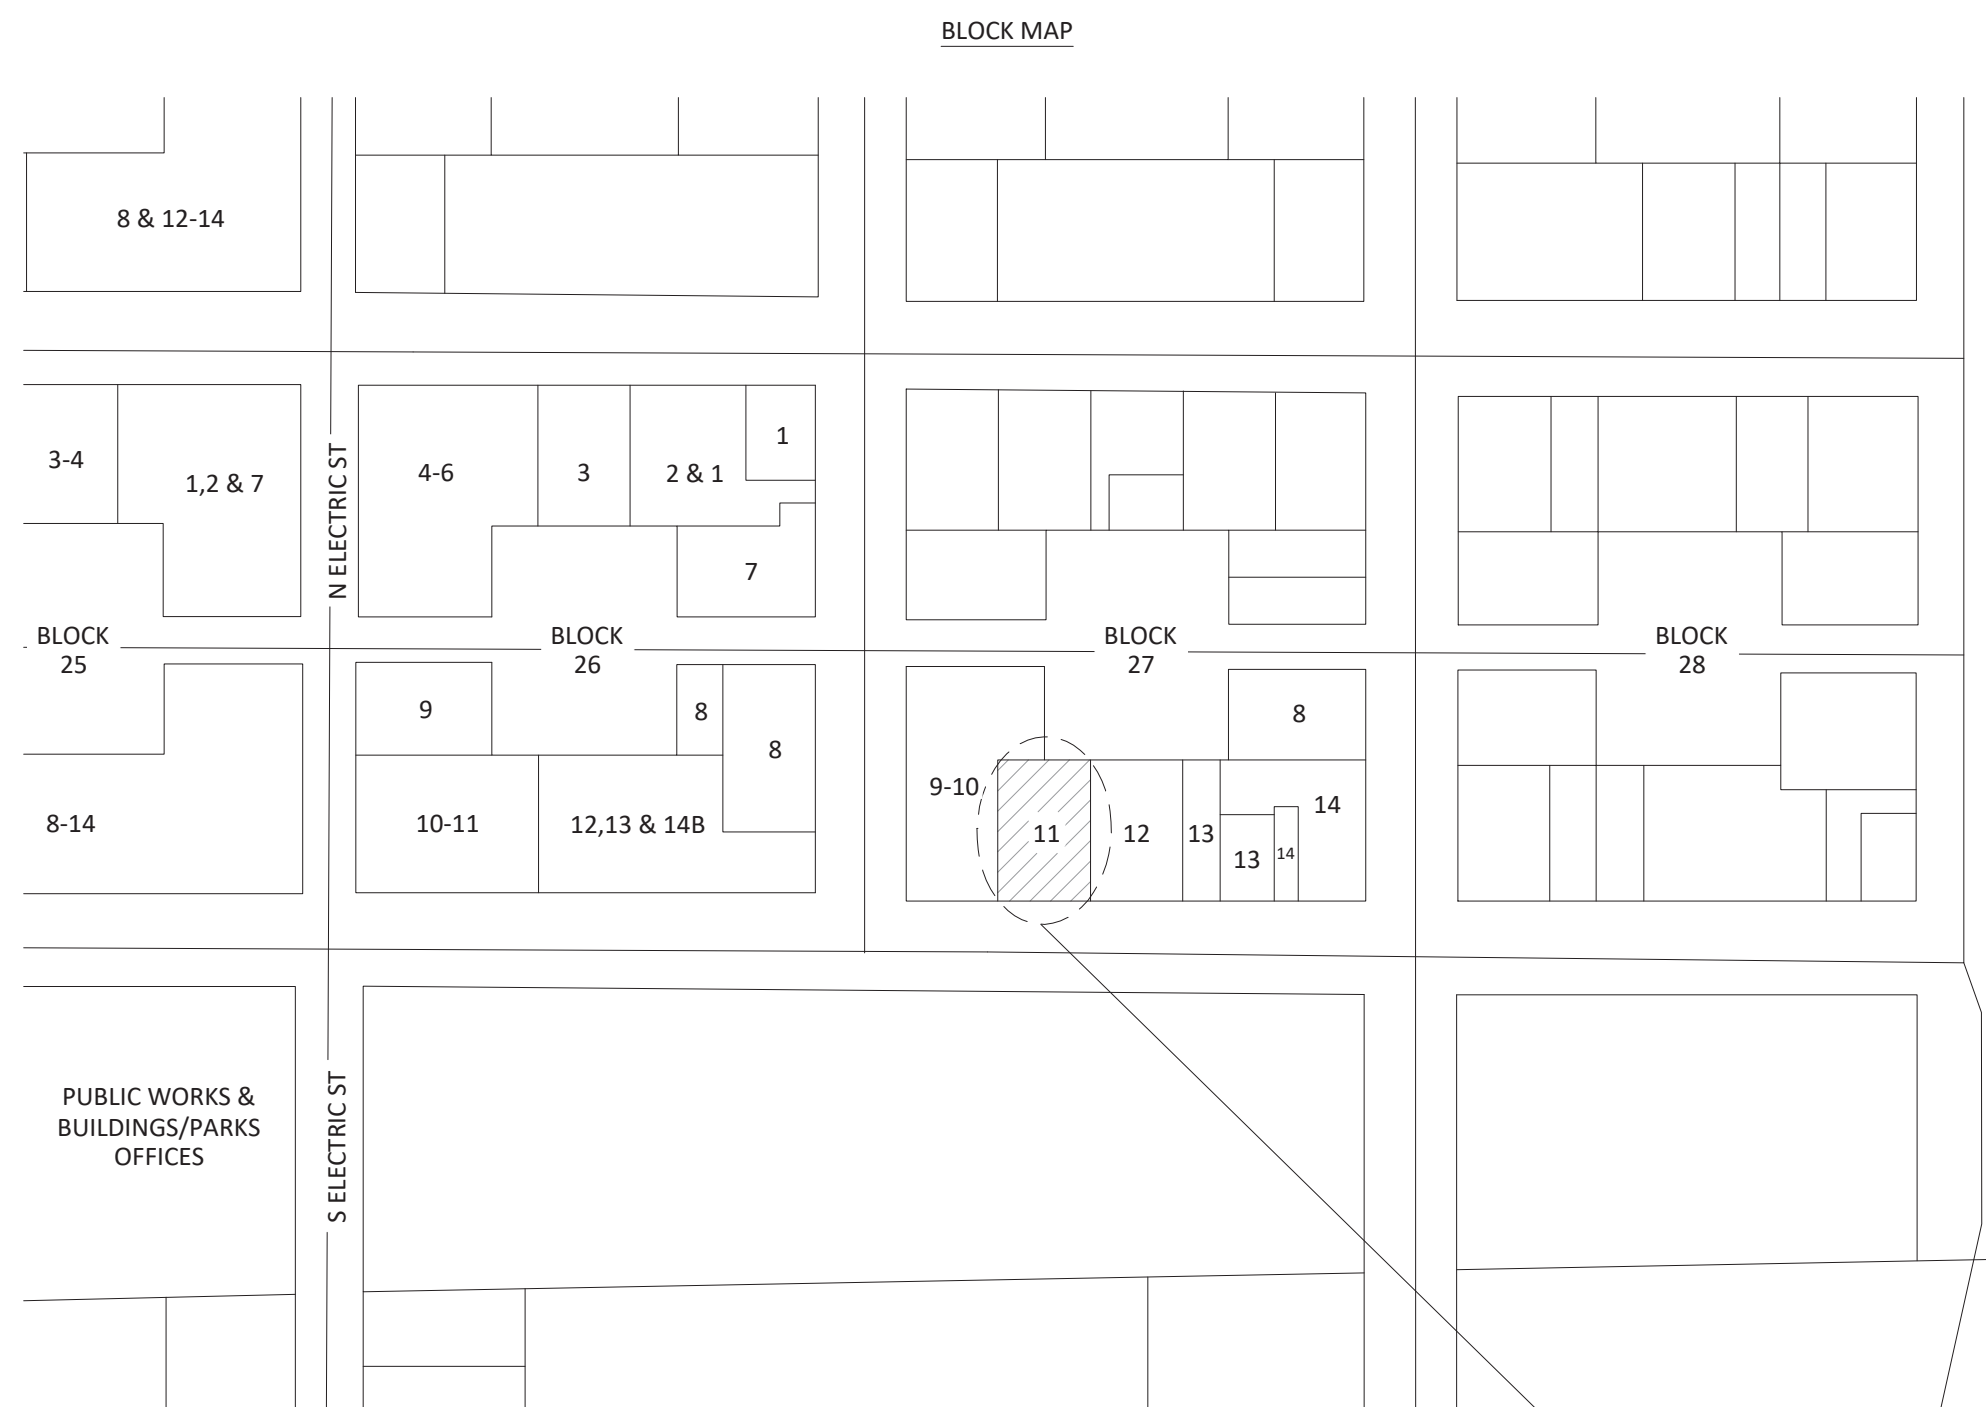 BLOCK MAP
8 & 12-14
3-4
1,2 & 7
N ELECTRIC ST
4-6
3
2 & 1
1
7
BLOCK
25
BLOCK
26
BLOCK
27
BLOCK
28
9
8
8
8
8-14
10-11
12,13 & 14B
9-10
11
12
13
13
14
14
PUBLIC WORKS &
BUILDINGS/PARKS
OFFICES
S ELECTRIC ST